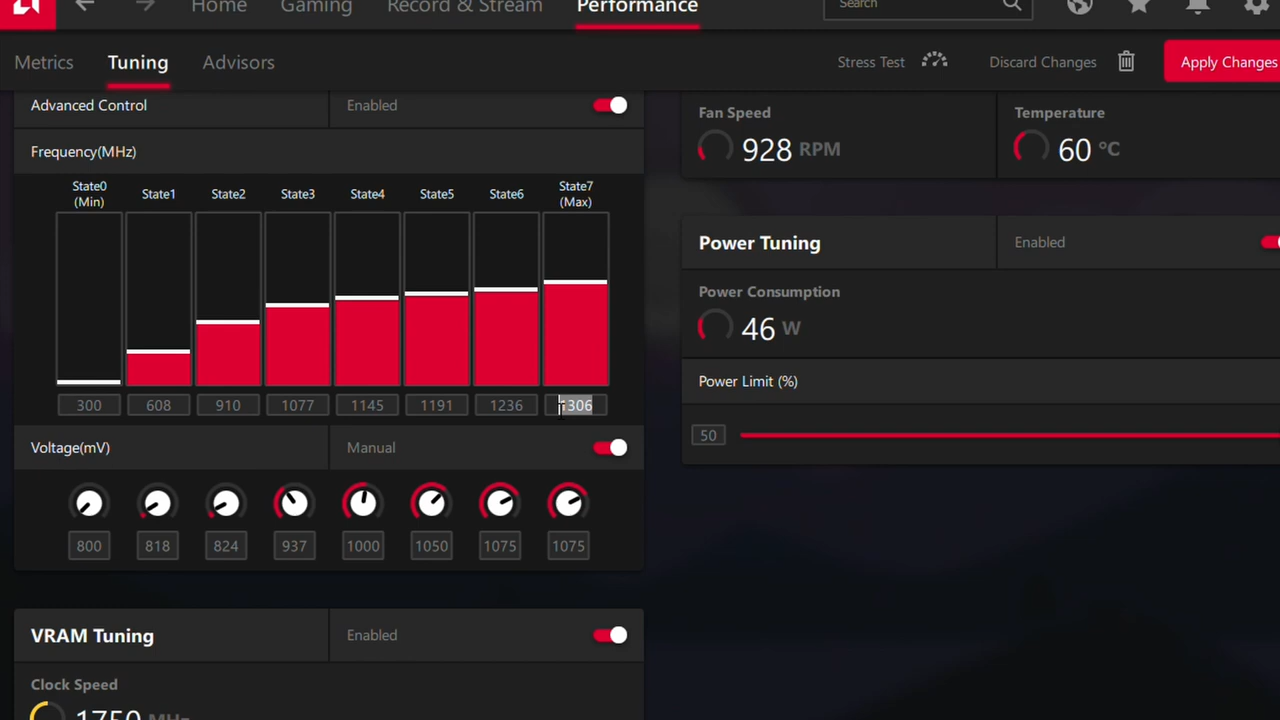 Home Gaming Record & Stream Performance Search
Metrics Tuning Advisors Stress Test Discard Changes Apply Changes
Advanced Control Enabled
Frequency(MHz)
State0 (Min) State1 State2 State3 State4 State5 State6 State7 (Max)
300 608 910 1077 1145 1191 1236 1306
Voltage(mV) Manual
800 818 824 937 1000 1050 1075 1075
VRAM Tuning Enabled
Clock Speed
1750 MHz
Fan Speed Temperature
928 RPM 60 °C
Power Tuning Enabled
Power Consumption
46 W
Power Limit (%)
50